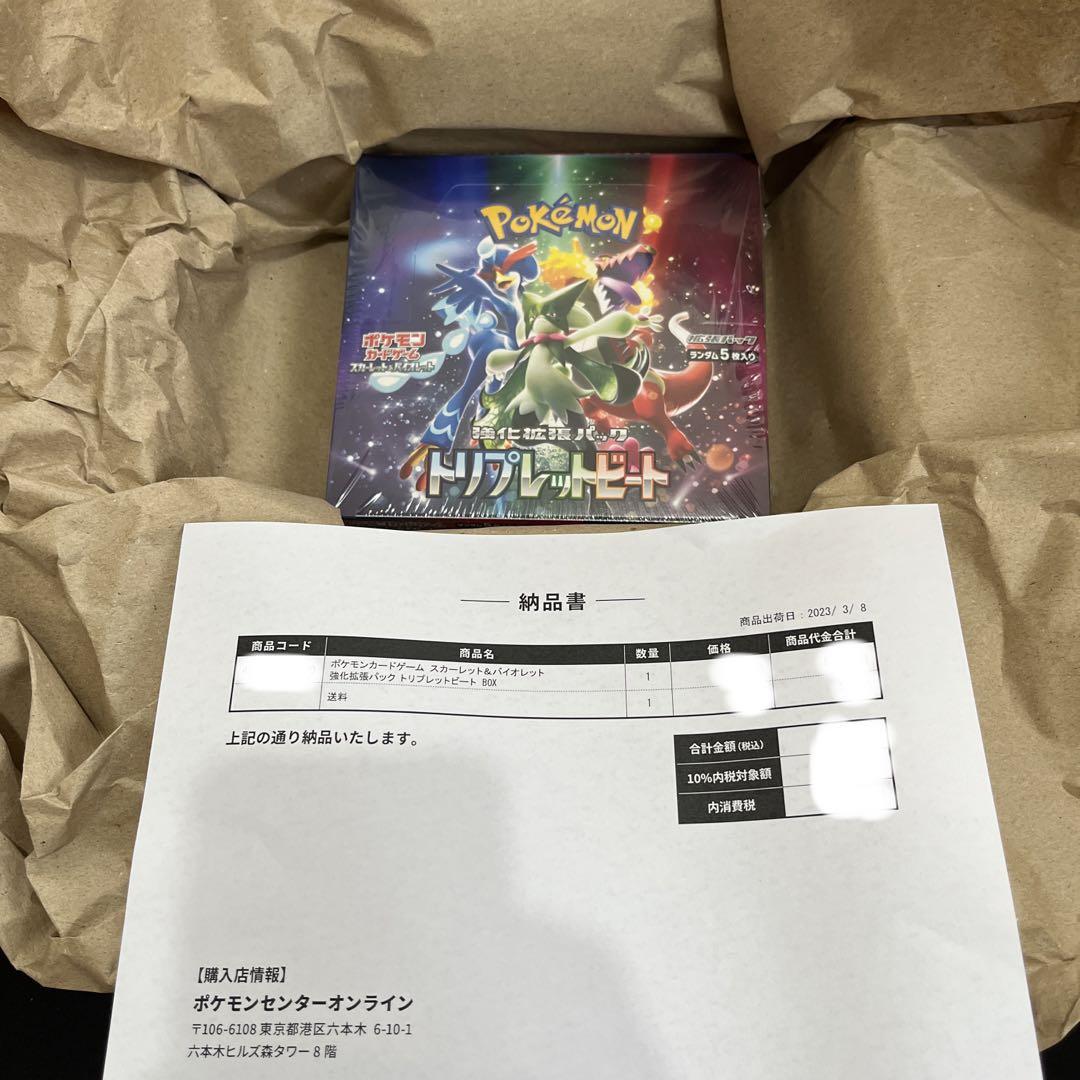 POKéMON
ポケモン
カードゲーム
スカーレット&バイオレット
拡張パック
ランダム5枚入り
強化拡張パック
トリプレットビート
納品書
商品出荷日：2023/ 3/ 8
商品コード 商品名 数量 価格 商品代金合計
ポケモンカードゲーム スカーレット&バイオレット
強化拡張パック トリプレットビート BOX 1
送料 1
上記の通り納品いたします。
合計金額(税込)
10%内税対象額
内消費税
【購入店情報】
ポケモンセンターオンライン
〒106-6108 東京都港区六本木 6-10-1
六本木ヒルズ森タワー 8 階